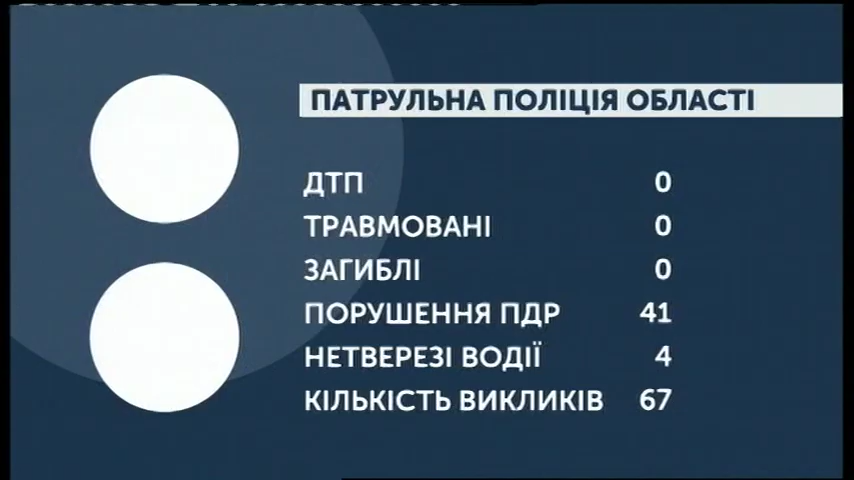 ПАТРУЛЬНА ПОЛІЦІЯ ОБЛАСТІ
ДТП 0
ТРАВМОВАНІ 0
ЗАГИБЛІ 0
ПОРУШЕННЯ ПДР 41
НЕТВЕРЕЗІ ВОДІЇ 4
КІЛЬКІСТЬ ВИКЛИКІВ 67